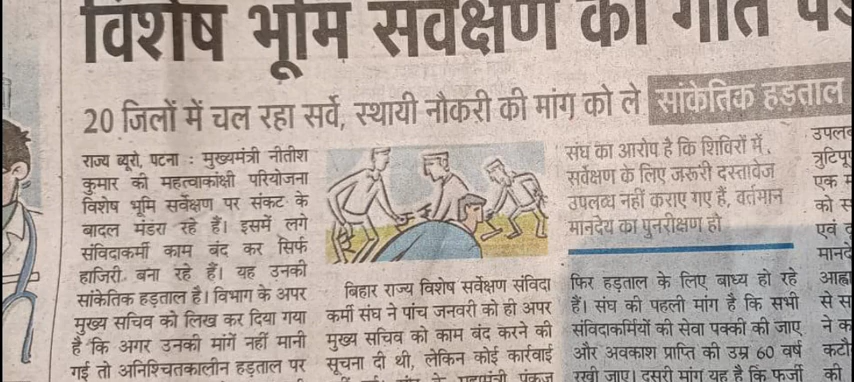 विशेष भूमि सर्वेक्षण की गति
20 जिलों में चल रहा सर्वे, स्थायी नौकरी की मांग को ले सांकेतिक हड़ताल
राज्य ब्यूरो, पटना : मुख्यमंत्री नीतीश
कुमार की महत्वाकांक्षी परियोजना
विशेष भूमि सर्वेक्षण पर संकट के
बादल मंडरा रहे हैं। इसमें लगे
संविदाकर्मी काम बंद कर सिर्फ
हाजिरी बना रहे हैं। यह उनकी
सांकेतिक हड़ताल है। विभाग के अपर
मुख्य सचिव को लिख कर दिया गया
है कि अगर उनकी मांगें नहीं मानी
गई तो अनिश्चितकालीन हड़ताल पर
बिहार राज्य विशेष सर्वेक्षण संविदा
कर्मी संघ ने पांच जनवरी को ही अपर
मुख्य सचिव को काम बंद करने की
सूचना दी थी, लेकिन कोई कार्रवाई
संघ का आरोप है कि शिविरों में,
सर्वेक्षण के लिए जरूरी दस्तावेज
उपलब्ध नहीं कराए गए हैं, वर्तमान
मानदेय का पुनरीक्षण हो
फिर हड़ताल के लिए बाध्य हो रहे
हैं। संघ की पहली मांग है कि सभी
संविदाकर्मियों की सेवा पक्की की जाए
और अवकाश प्राप्ति की उम्र 60 वर्ष
रखी जाए। दूसरी मांग यह है कि फर्जी
एक
को
एवं
से
ने
की